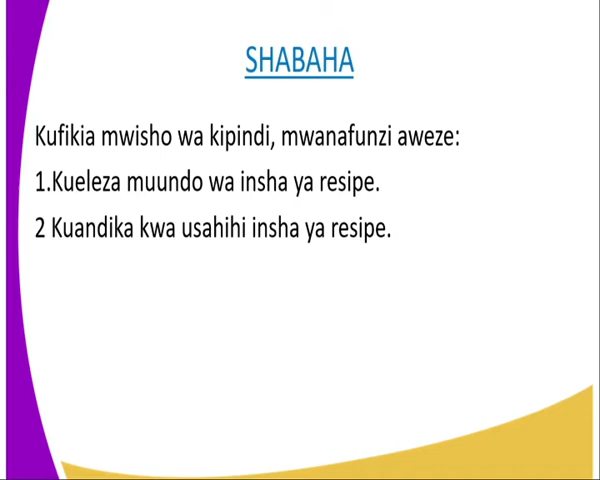 SHABAHA
Kufikia mwisho wa kipindi, mwanafunzi aweze:
1.Kueleza muundo wa insha ya resipe.
2 Kuandika kwa usahihi insha ya resipe.